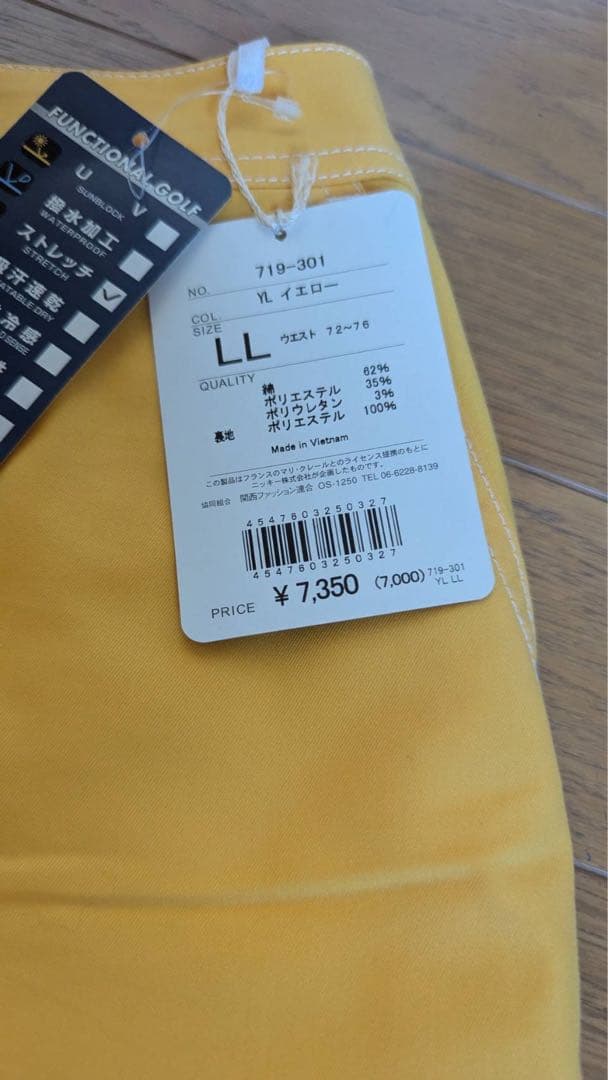 FUNCTIONAL GOLF
U V
SUNBLOCK
撥水加工
WATERPROOF
ストレッチ
STRETCH
吸汗速乾
冷感
NO. 719-301
COL. YL イエロー
SIZE LL ウエスト 72~76
QUALITY 綿 62%
ポリエステル 35%
ポリウレタン 3%
裏地 ポリエステル 100%
Made in Vietnam
この製品はフランスのマリ・クレールとのライセンス提携のもとに
ニッキー株式会社が企画したものです。
協同組合 関西ファッション連合 OS-1250 TEL 06-6228-8139
4547603250327
4547603250327
PRICE ¥7,350 (7,000) 719-301
YL LL